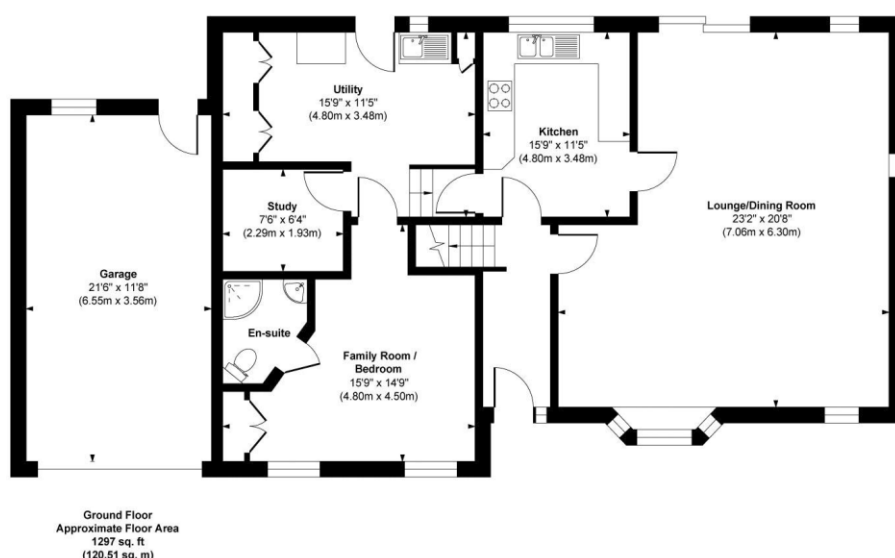 Utility
15'9" x 11'5"
(4.80m x 3.48m)
Kitchen
15'9" x 11'5"
(4.80m x 3.48m)
Lounge/Dining Room
23'2" x 20'8"
(7.06m x 6.30m)
Study
7'6" x 6'4"
(2.29m x 1.93m)
Garage
21'6" x 11'8"
(6.55m x 3.56m)
En-suite
Family Room /
Bedroom
15'9" x 14'9"
(4.80m x 4.50m)
Ground Floor
Approximate Floor Area
1297 sq. ft
(120.51 sq. m)